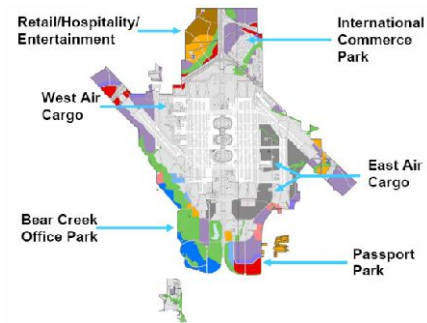 Retail/Hospitality/
Entertainment
International
Commerce
Park
West Air
Cargo
East Air
Cargo
Bear Creek
Office Park
Passport
Park